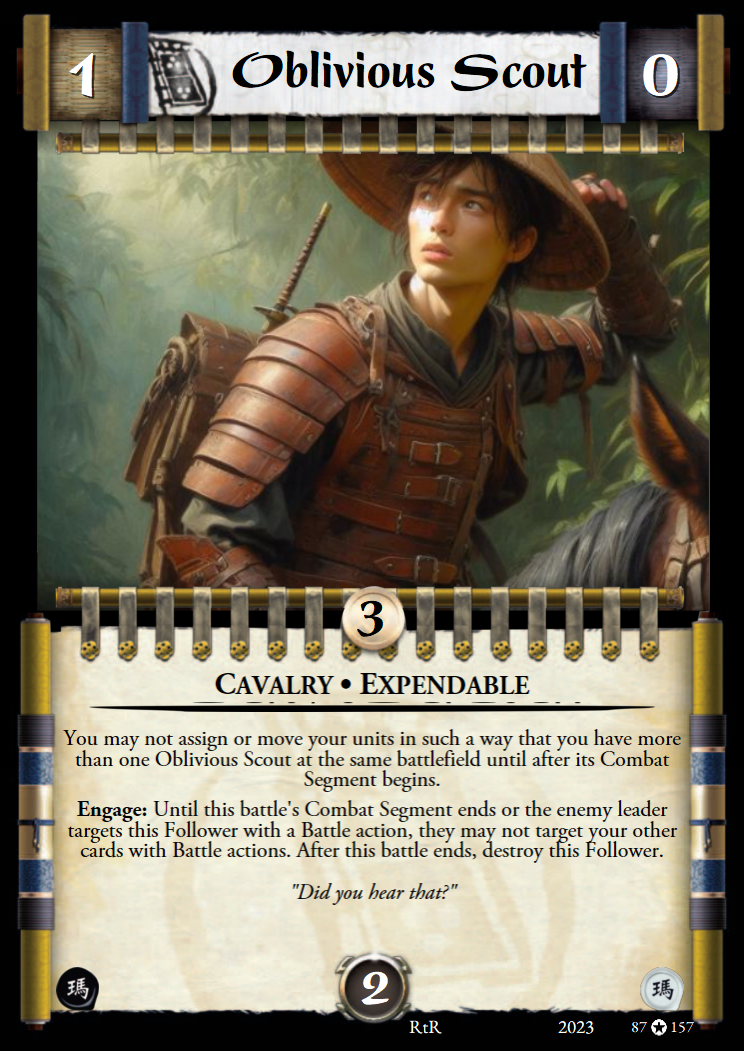 1
Oblivious Scout
0
3
Cavalry • Expendable
You may not assign or move your units in such a way that you have more
than one Oblivious Scout at the same battlefield until after its Combat
Segment begins.
Engage: Until this battle's Combat Segment ends or the enemy leader
targets this Follower with a Battle action, they may not target your other
cards with Battle actions. After this battle ends, destroy this Follower.
"Did you hear that?"
瑪
2
瑪
RtR
2023
87 ✪ 157